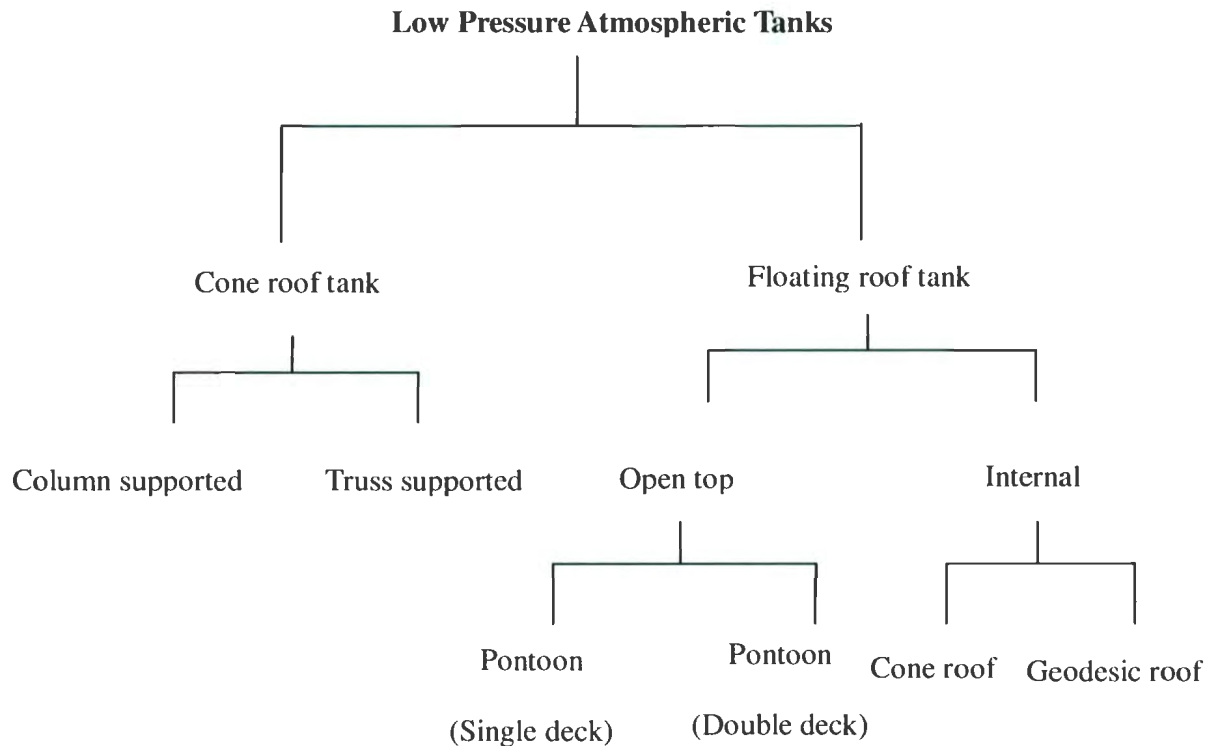 Low Pressure Atmospheric Tanks
Cone roof tank
Floating roof tank
Column supported
Truss supported
Open top
Internal
Pontoon
(Single deck)
Pontoon
(Double deck)
Cone roof
Geodesic roof